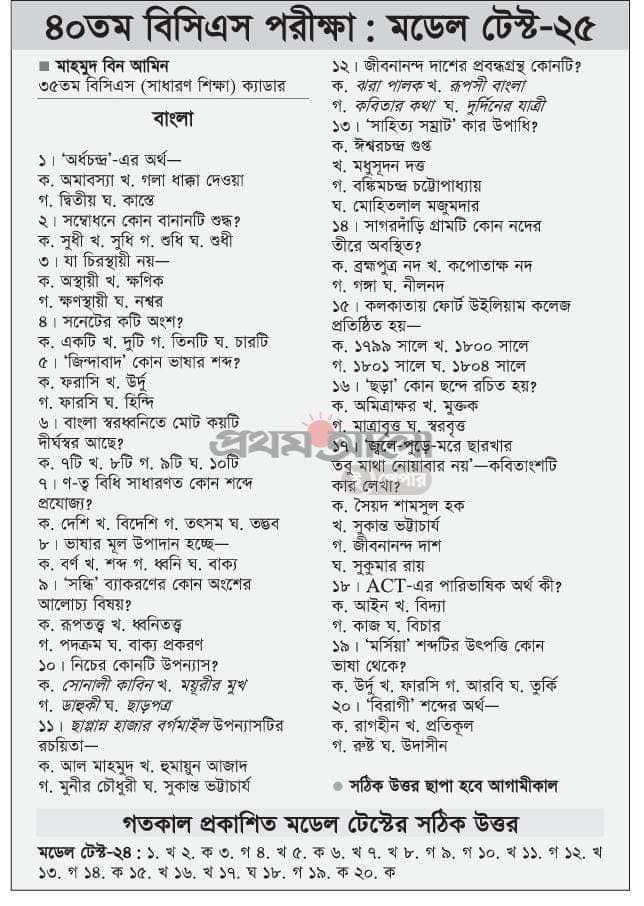 ৪০তম বিসিএস পরীক্ষা : মডেল টেস্ট-২৫
■ মাহমুদ বিন আমিন
৩৫তম বিসিএস (সাধারণ শিক্ষা) ক্যাডার
বাংলা
১। ‘অর্ধচন্দ্র’-এর অর্থ—
ক. অমাবস্যা খ. গলা ধাক্কা দেওয়া
গ. দ্বিতীয় ঘ. কাস্তে
২। সম্বোধনে কোন বানানটি শুদ্ধ?
ক. সুধী খ. সুধি গ. শুধি ঘ. শুধী
৩। যা চিরস্থায়ী নয়—
ক. অস্থায়ী খ. ক্ষণিক
গ. ক্ষণস্থায়ী ঘ. নশ্বর
৪। সনেটের কটি অংশ?
ক. একটি খ. দুটি গ. তিনটি ঘ. চারটি
৫। ‘জিন্দাবাদ’ কোন ভাষার শব্দ?
ক. ফরাসি খ. উর্দু
গ. ফারসি ঘ. হিন্দি
৬। বাংলা স্বরধ্বনিতে মোট কয়টি
দীর্ঘস্বর আছে?
ক. ৭টি খ. ৮টি গ. ৯টি ঘ. ১০টি
৭। ণ-ত্ব বিধি সাধারণত কোন শব্দে
প্রযোজ্য?
ক. দেশি খ. বিদেশি গ. তৎসম ঘ. তদ্ভব
৮। ভাষার মূল উপাদান হচ্ছে—
ক. বর্ণ খ. শব্দ গ. ধ্বনি ঘ. বাক্য
৯। ‘সন্ধি’ ব্যাকরণের কোন অংশের
আলোচ্য বিষয়?
ক. রূপতত্ত্ব খ. ধ্বনিতত্ত্ব
গ. পদক্রম ঘ. বাক্য প্রকরণ
১০। নিচের কোনটি উপন্যাস?
ক. সোনালী কাবিন খ. ময়ূরীর মুখ
গ. ডাহুকী ঘ. ছাড়পত্র
১১। ছাপ্পান্ন হাজার বর্গমাইল উপন্যাসটির
রচয়িতা—
ক. আল মাহমুদ খ. হুমায়ুন আজাদ
গ. মুনীর চৌধুরী ঘ. সুকান্ত ভট্টাচার্য
১২। জীবনানন্দ দাশের প্রবন্ধগ্রন্থ কোনটি?
ক. ঝরা পালক খ. রূপসী বাংলা
গ. কবিতার কথা ঘ. দুর্দিনের যাত্রী
১৩। ‘সাহিত্য সম্রাট’ কার উপাধি?
ক. ঈশ্বরচন্দ্র গুপ্ত
খ. মধুসূদন দত্ত
গ. বঙ্কিমচন্দ্র চট্টোপাধ্যায়
ঘ. মোহিতলাল মজুমদার
১৪। সাগরদাঁড়ি গ্রামটি কোন নদের
তীরে অবস্থিত?
ক. ব্রহ্মপুত্র নদ খ. কপোতাক্ষ নদ
গ. গঙ্গা ঘ. নীলনদ
১৫। কলকাতায় ফোর্ট উইলিয়াম কলেজ
প্রতিষ্ঠিত হয়—
ক. ১৭৯৯ সালে খ. ১৮০০ সালে
গ. ১৮০১ সালে ঘ. ১৮০৪ সালে
১৬। ‘ছড়া’ কোন ছন্দে রচিত হয়?
ক. অমিত্রাক্ষর খ. মুক্তক
গ. মাত্রাবৃত্ত ঘ. স্বরবৃত্ত
১৭। ‘জ্বলে-পুড়ে-মরে ছারখার
তবু মাথা নোয়াবার নয়’—কবিতাংশটি
কার লেখা?
ক. সৈয়দ শামসুল হক
খ. সুকান্ত ভট্টাচার্য
গ. জীবনানন্দ দাশ
ঘ. সুকুমার রায়
১৮। ACT-এর পারিভাষিক অর্থ কী?
ক. আইন খ. বিদ্যা
গ. কাজ ঘ. বিচার
১৯। ‘মর্সিয়া’ শব্দটির উৎপত্তি কোন
ভাষা থেকে?
ক. উর্দু খ. ফারসি গ. আরবি ঘ. তুর্কি
২০। ‘বিরাগী’ শব্দের অর্থ—
ক. রাগহীন খ. প্রতিকূল
গ. রুষ্ট ঘ. উদাসীন
● সঠিক উত্তর ছাপা হবে আগামীকাল
প্রথম আলো
ই-পেপার
গতকাল প্রকাশিত মডেল টেস্টের সঠিক উত্তর
মডেল টেস্ট-২৪ : ১. খ ২. ক ৩. গ ৪. খ ৫. ক ৬. খ ৭. খ ৮. গ ৯. গ ১০. খ ১১. গ ১২. খ
১৩. গ ১৪. ক ১৫. খ ১৬. খ ১৭. ঘ ১৮. গ ১৯. ক ২০. ক